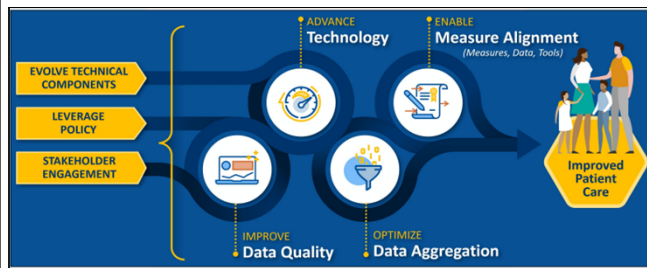 EVOLVE TECHNICAL
COMPONENTS
LEVERAGE
POLICY
STAKEHOLDER
ENGAGEMENT
IMPROVE
Data Quality
ADVANCE
Technology
OPTIMIZE
Data Aggregation
ENABLE
Measure Alignment
(Measures, Data, Tools)
Improved
Patient
Care